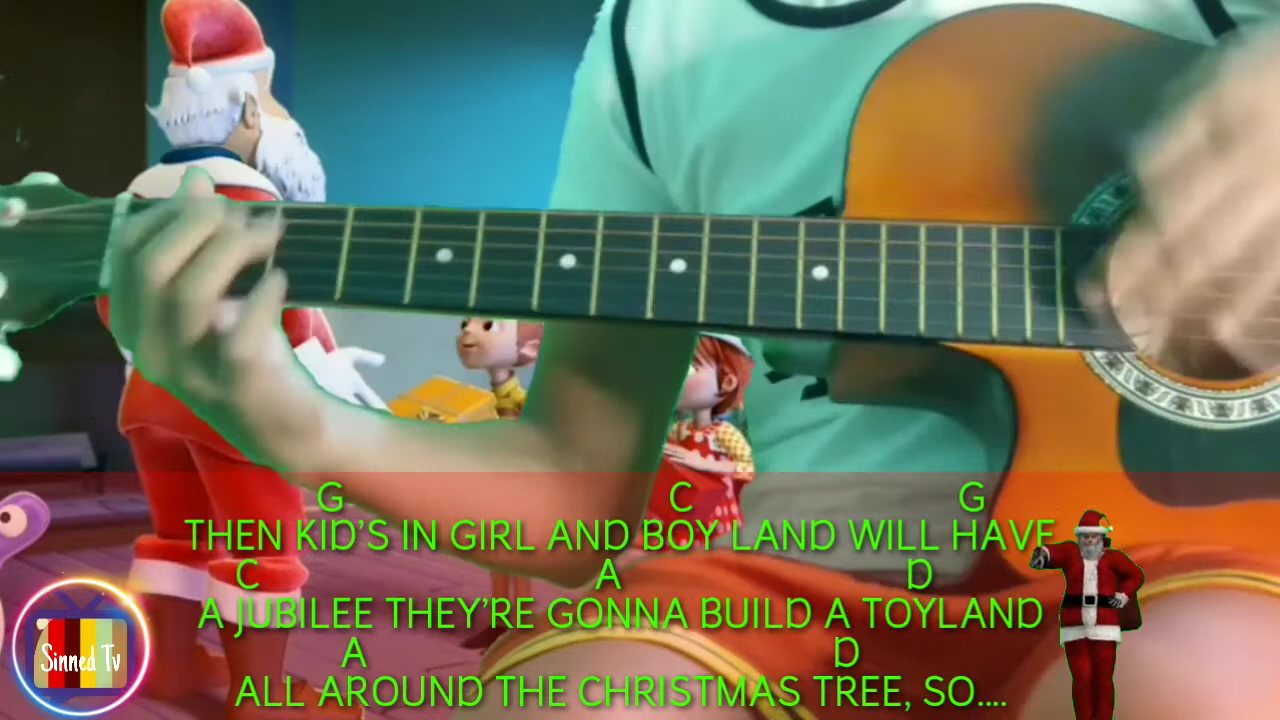 G C G
THEN KID'S IN GIRL AND BOY LAND WILL HAVE
C A D
A JUBILEE THEY'RE GONNA BUILD A TOYLAND
A D
ALL AROUND THE CHRISTMAS TREE, SO....
Sinned Tv